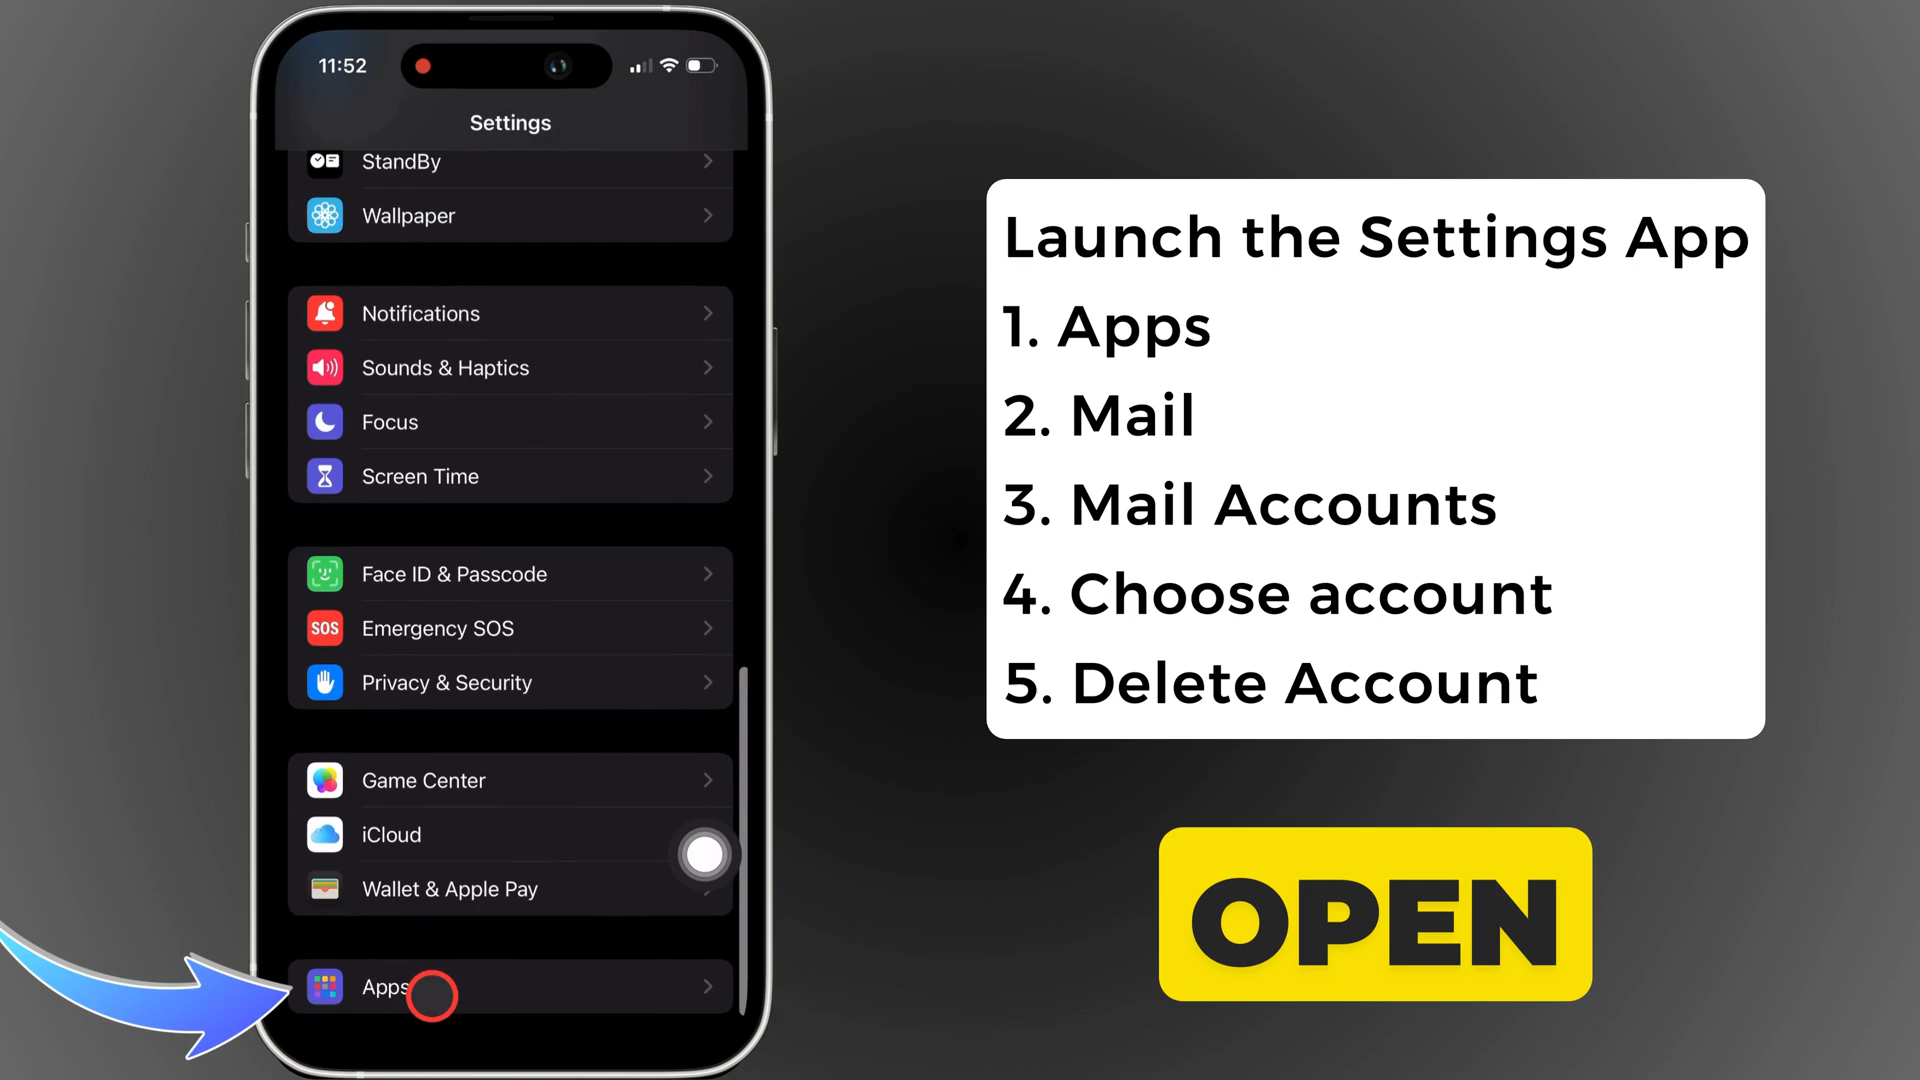 11:52
Settings
StandBy
Wallpaper
Notifications
Sounds & Haptics
Focus
Screen Time
Face ID & Passcode
SOS
Emergency SOS
Privacy & Security
Game Center
iCloud
Wallet & Apple Pay
Apps
Launch the Settings App
1. Apps
2. Mail
3. Mail Accounts
4. Choose account
5. Delete Account
OPEN